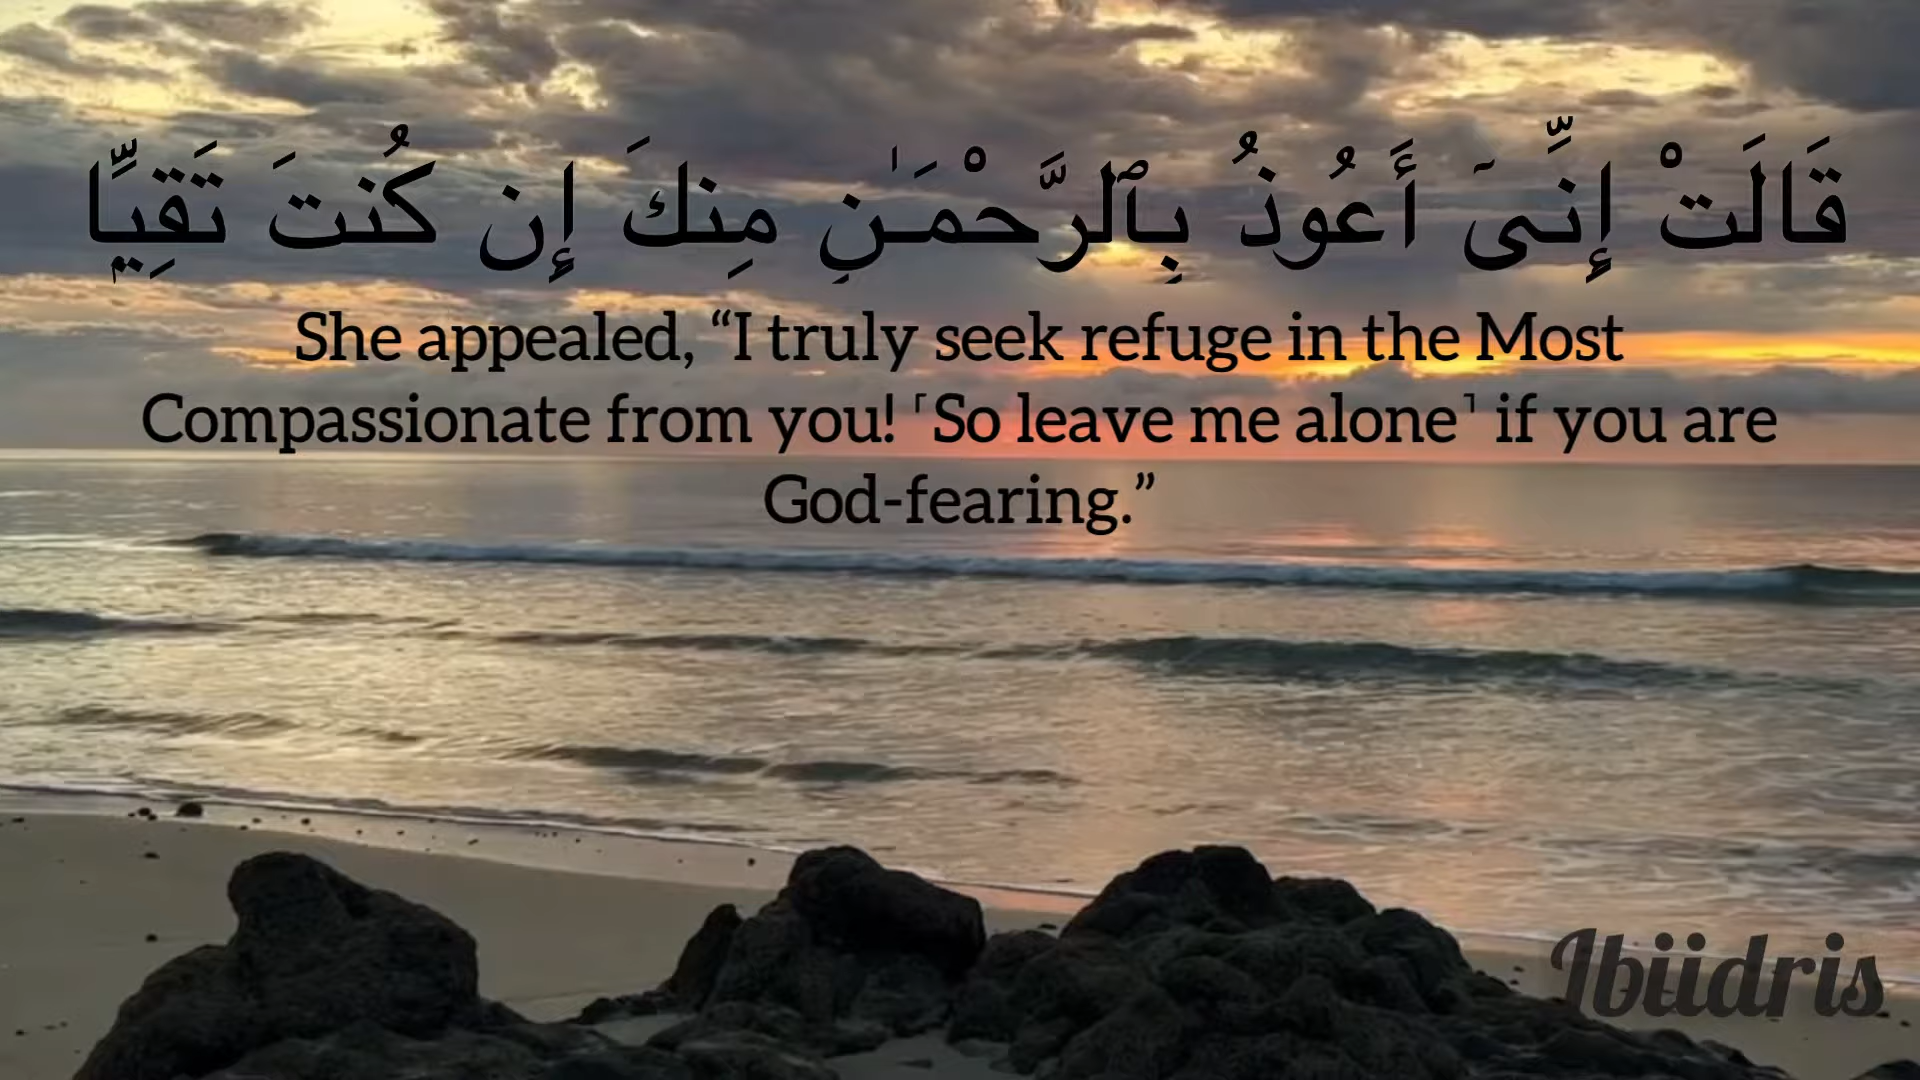 قَالَتْ إِنِّىٓ أَعُوذُ بِٱلرَّحْمَـٰنِ مِنكَ إِن كُنتَ تَقِيًّا
She appealed, “I truly seek refuge in the Most
Compassionate from you! ˹So leave me alone˺ if you are
God-fearing.”
Ibiidris